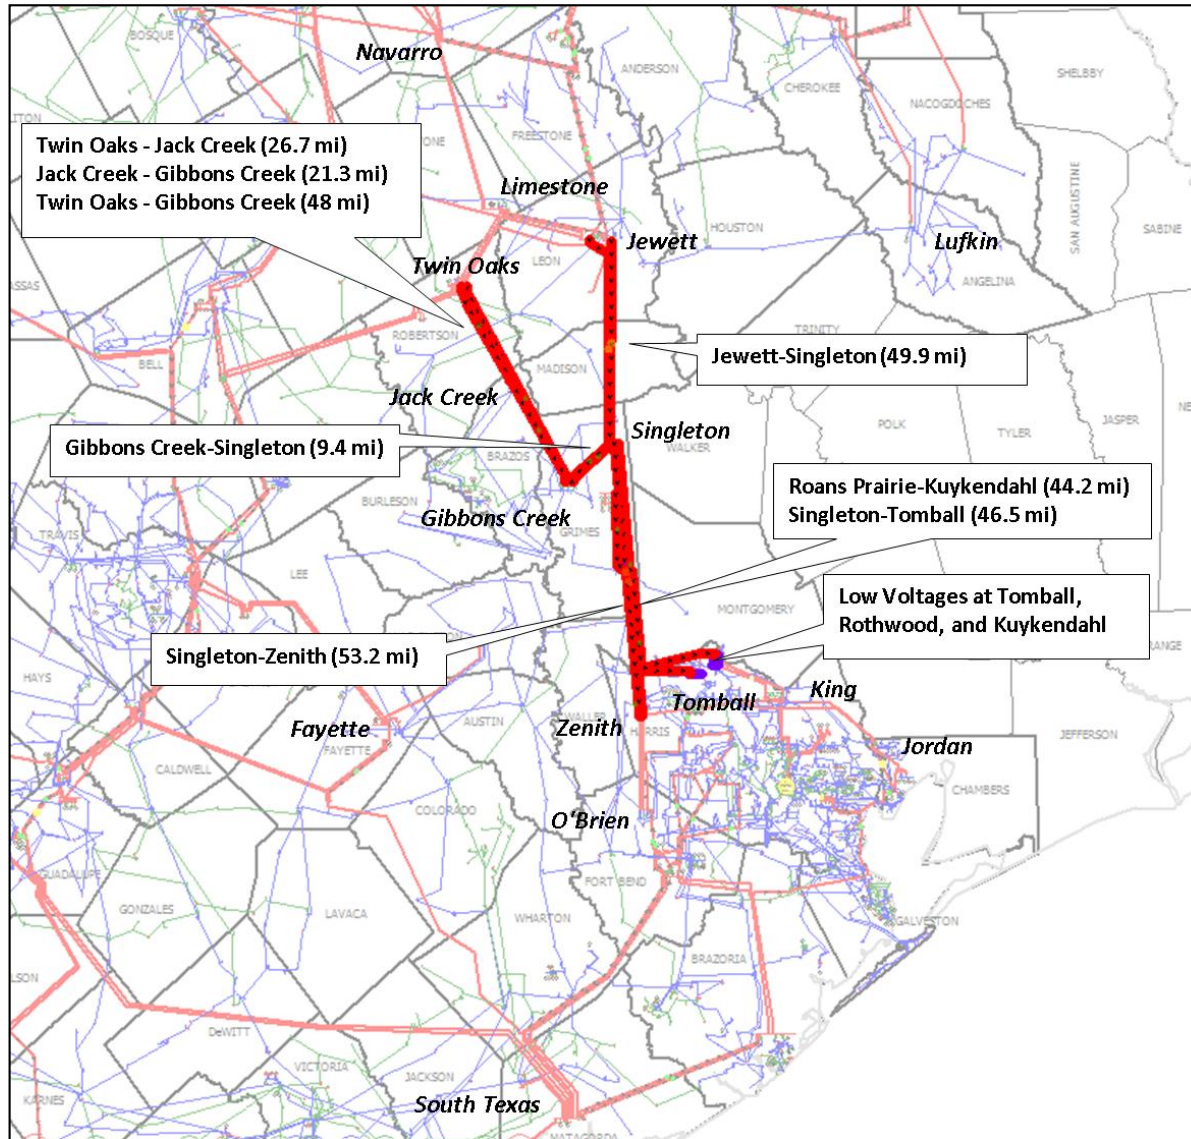 BOSQUE
Navarro
ANDERSON
CHEROKEE
SHELBY
NACOGDOCHES
FREESTONE
Twin Oaks - Jack Creek (26.7 mi)
Jack Creek - Gibbons Creek (21.3 mi)
Twin Oaks - Gibbons Creek (48 mi)
Limestone
SAN AUGUSTINE
SABINE
HOUSTON
Jewett
Lufkin
LEON
Twin Oaks
ANGELINA
ROBERTSON
TRINITY
BELL
MADISON
Jewett-Singleton (49.9 mi)
Jack Creek
Singleton
POLK
TYLER
JASPER
NE
Gibbons Creek-Singleton (9.4 mi)
BRAZOS
WALKER
BURLESON
Gibbons Creek
GRIMES
Roans Prairie-Kuykendahl (44.2 mi)
Singleton-Tomball (46.5 mi)
TRAVIS
LEE
MONTGOMERY
Low Voltages at Tomball,
Rothwood, and Kuykendahl
Singleton-Zenith (53.2 mi)
HAYS
King
Tomball
Fayette
AUSTIN
WALLER
Zenith
HARRIS
FAYETTE
Jordan
JEFFERSON
CALDWELL
CHAMBERS
COLORADO
O'Brien
GUADALUPE
FORT BEND
GONZALES
LAVACA
WHARTON
GALVESTON
BRAZORIA
DeWITT
VICTORIA
JACKSON
KARNES
South Texas
MATAGORDA